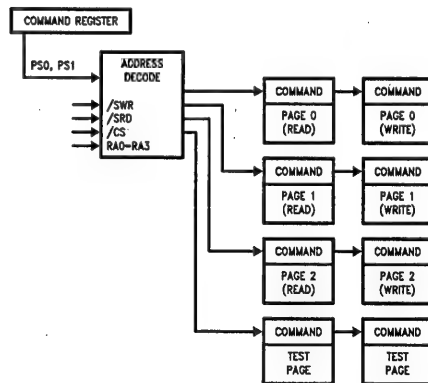 COMMAND REGISTER
PS0, PS1
ADDRESS
DECODE
/SWR
/SRD
/CS
RA0-RA3
COMMAND COMMAND
PAGE 0 PAGE 0
(READ) (WRITE)
COMMAND COMMAND
PAGE 1 PAGE 1
(READ) (WRITE)
COMMAND COMMAND
PAGE 2 PAGE 2
(READ) (WRITE)
COMMAND COMMAND
TEST TEST
PAGE PAGE